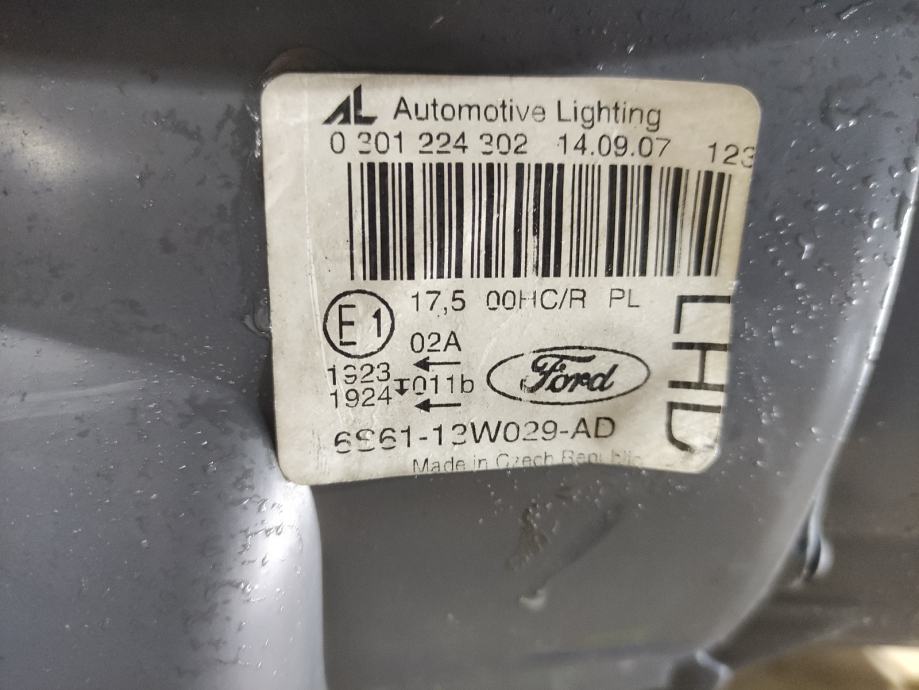 AL Automotive Lighting
0 301 224 302 14.09.07 123
17,5 00HC/R PL
E1
02A
1923
011b
1924
Ford
6S61-13W029-AD
Made in Czech Republic
LHD